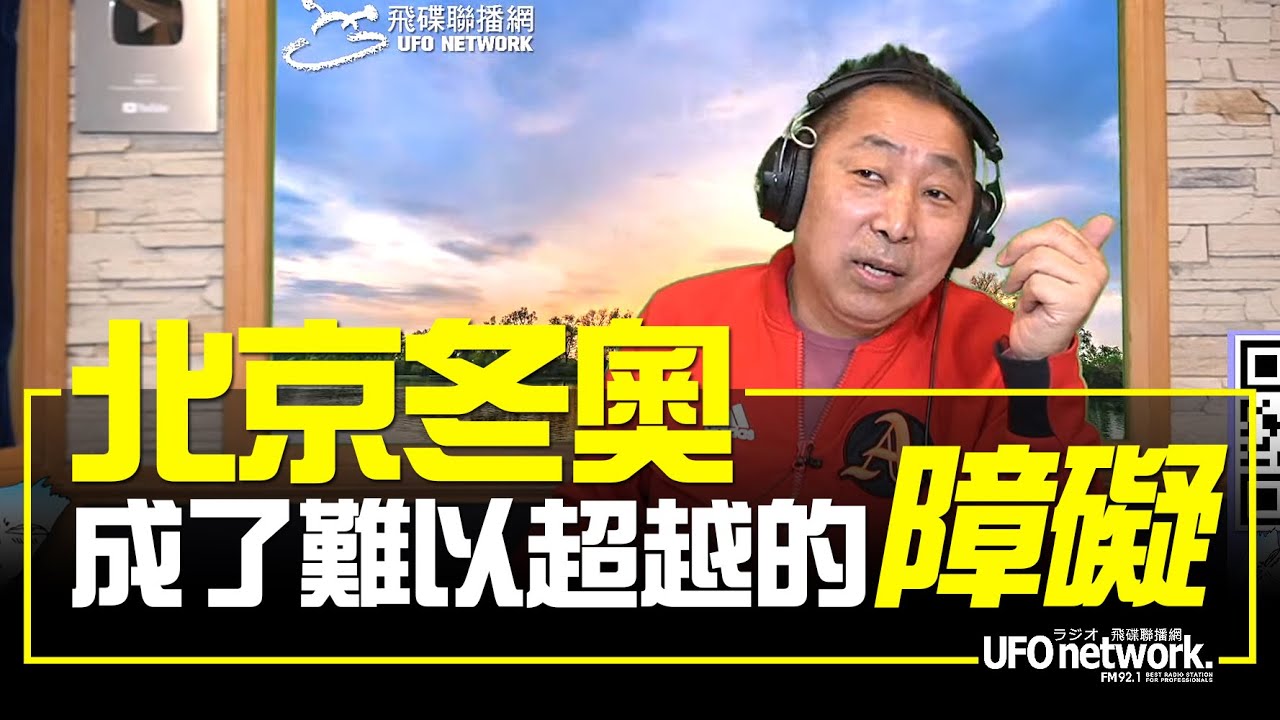 飛碟聯播網
UFO NETWORK
YouTube
A
北京冬奧
成了難以超越的障礙
ラジオ 飛碟聯播網
UFO network.
FM92.1 BEST RADIO STATION
FOR PROFESSIONALS